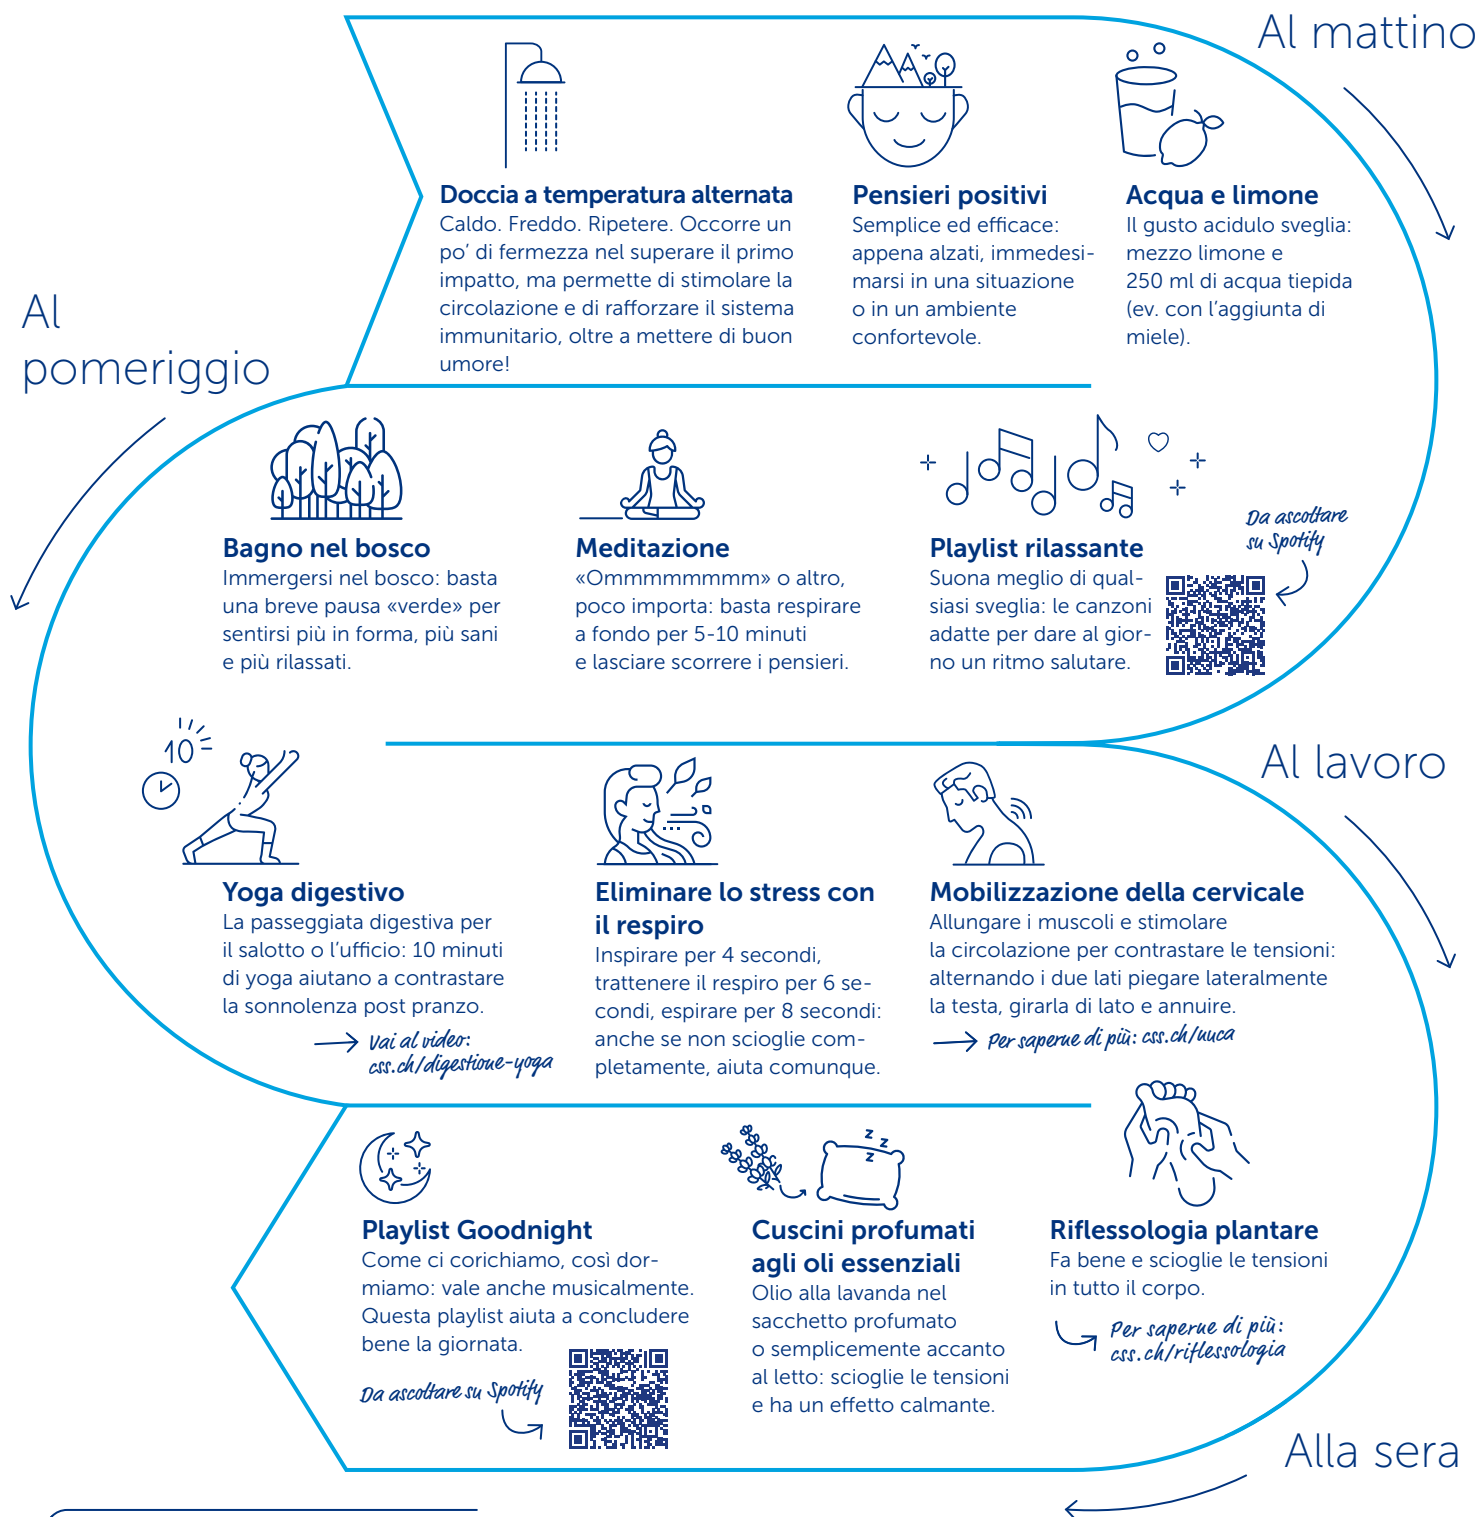 Al mattino
Doccia a temperatura alternata
Caldo. Freddo. Ripetere. Occorre un
po’ di fermezza nel superare il primo
impatto, ma permette di stimolare la
circolazione e di rafforzare il sistema
immunitario, oltre a mettere di buon
umore!
Pensieri positivi
Semplice ed efficace:
appena alzati, immedesi-
marsi in una situazione
o in un ambiente
confortevole.
Acqua e limone
Il gusto acidulo sveglia:
mezzo limone e
250 ml di acqua tiepida
(ev. con l’aggiunta di
miele).
Al
pomeriggio
Bagno nel bosco
Immergersi nel bosco: basta
una breve pausa «verde» per
sentirsi più in forma, più sani
e più rilassati.
Meditazione
«Ommmmmmm» o altro,
poco importa: basta respirare
a fondo per 5-10 minuti
e lasciare scorrere i pensieri.
Playlist rilassante
Suona meglio di qual-
siasi sveglia: le canzoni
adatte per dare al gior-
no un ritmo salutare.
Da ascoltare
su Spotify
10
Yoga digestivo
La passeggiata digestiva per
il salotto o l’ufficio: 10 minuti
di yoga aiutano a contrastare
la sonnolenza post pranzo.
Vai al video:
css.ch/digestione-yoga
Eliminare lo stress con
il respiro
Inspirare per 4 secondi,
trattenere il respiro per 6 se-
condi, espirare per 8 secondi:
anche se non scioglie com-
pletamente, aiuta comunque.
Al lavoro
Mobilizzazione della cervicale
Allungare i muscoli e stimolare
la circolazione per contrastare le tensioni:
alternando i due lati piegare lateralmente
la testa, girarla di lato e annuire.
Per saperne di più: css.ch/nuca
Playlist Goodnight
Come ci corichiamo, così dor-
miamo: vale anche musicalmente.
Questa playlist aiuta a concludere
bene la giornata.
Da ascoltare su Spotify
z z
z
Cuscini profumati
agli oli essenziali
Olio alla lavanda nel
sacchetto profumato
o semplicemente accanto
al letto: scioglie le tensioni
e ha un effetto calmante.
Riflessologia plantare
Fa bene e scioglie le tensioni
in tutto il corpo.
Per saperne di più:
css.ch/riflessologia
Alla sera